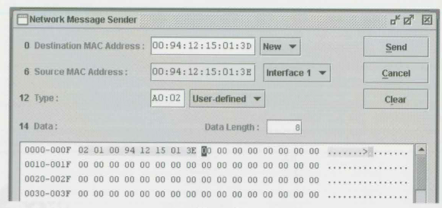 Network Message Sender
0 Destination MAC Address : 00:94:12:15:01:3D New Send
6 Source MAC Address : 00:94:12:15:01:3E Interface 1 Cancel
12 Type : A0:02 User-defined Clear
14 Data : Data Length : 8
0000-000F 02 01 00 94 12 15 01 3E 00 00 00 00 00 00 00 00 .......>........
0010-001F 00 00 00 00 00 00 00 00 00 00 00 00 00 00 00 00 ................
0020-002F 00 00 00 00 00 00 00 00 00 00 00 00 00 00 00 00 ................
0030-003F 00 00 00 00 00 00 00 00 00 00 00 00 00 00 00 00 ................